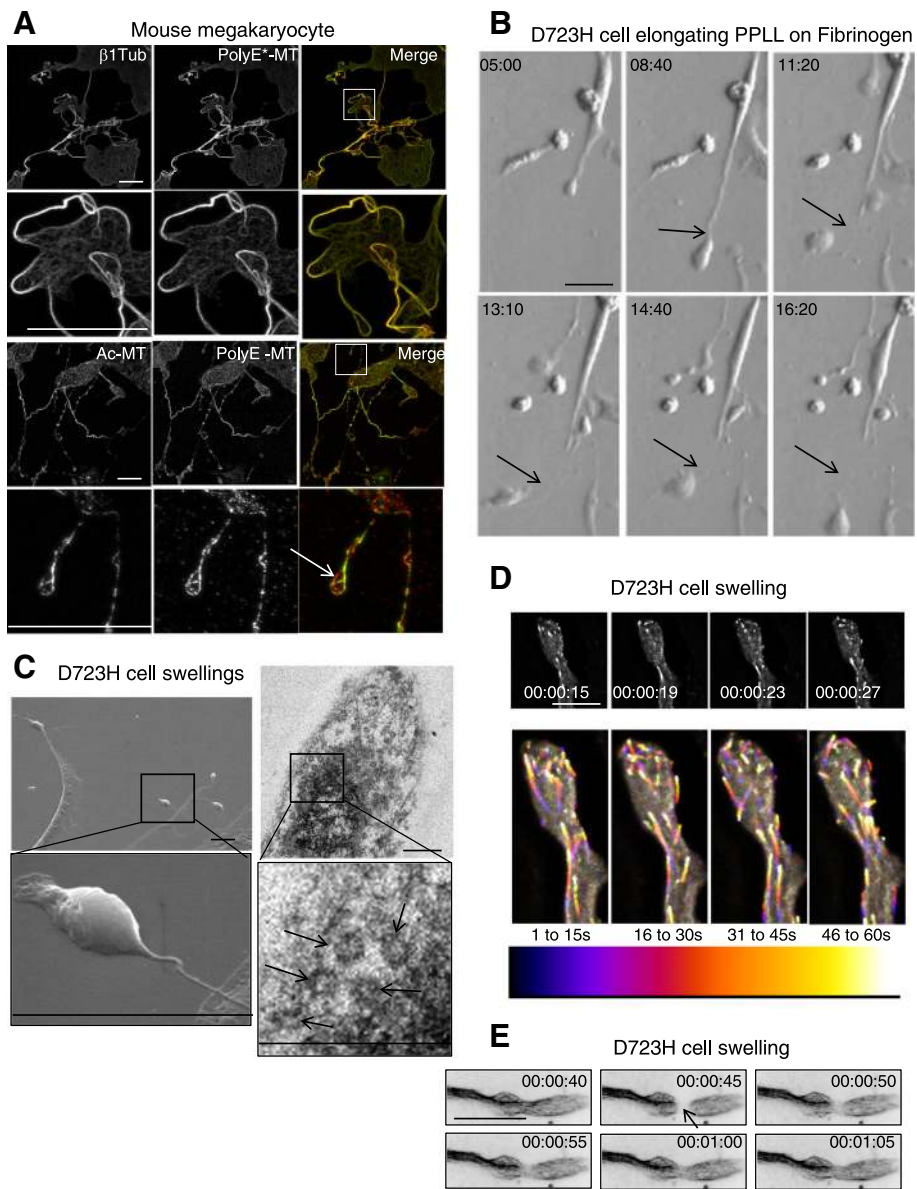 A
Mouse megakaryocyte
β1Tub
PolyE*-MT
Merge
Ac-MT
PolyE -MT
Merge
B
D723H cell elongating PPLL on Fibrinogen
05:00
08:40
11:20
13:10
14:40
16:20
C
D723H cell swellings
D
D723H cell swelling
00:00:15
00:00:19
00:00:23
00:00:27
1 to 15s
16 to 30s
31 to 45s
46 to 60s
E
D723H cell swelling
00:00:40
00:00:45
00:00:50
00:00:55
00:01:00
00:01:05